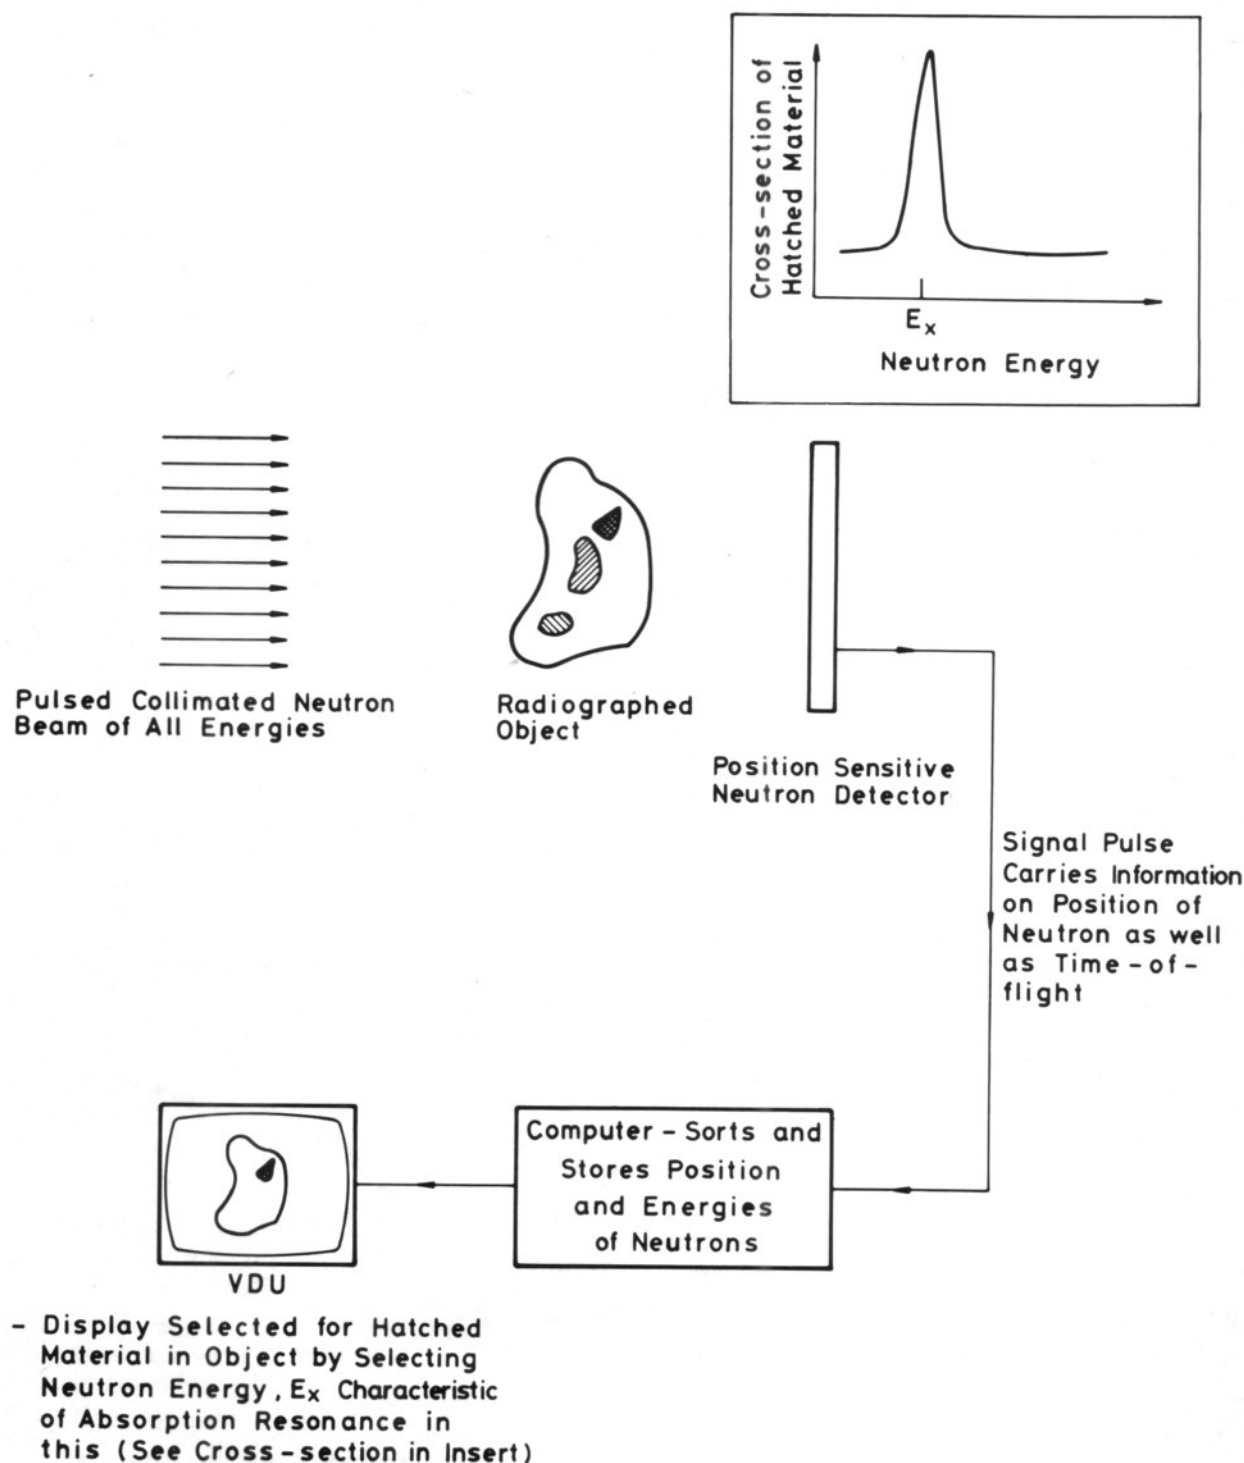 Cross-section of
Hatched Material
Ex
Neutron Energy
Pulsed Collimated Neutron
Beam of All Energies
Radiographed
Object
Position Sensitive
Neutron Detector
Signal Pulse
Carries Information
on Position of
Neutron as well
as Time-of-
flight
Computer - Sorts and
Stores Position
and Energies
of Neutrons
VDU
- Display Selected for Hatched
Material in Object by Selecting
Neutron Energy, Ex Characteristic
of Absorption Resonance in
this (See Cross-section in Insert)